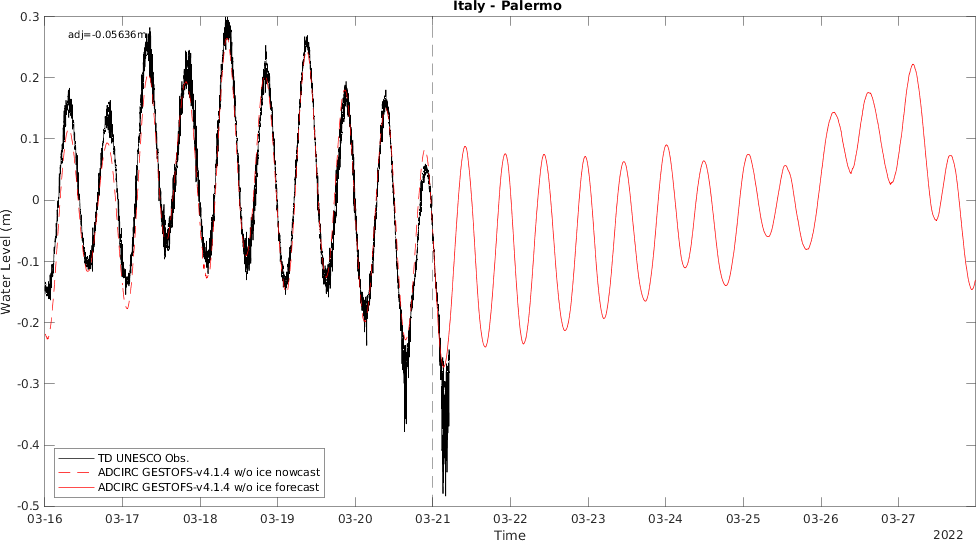 Italy - Palermo
adj=-0.05636m
0.3
0.2
0.1
0
-0.1
-0.2
-0.3
-0.4
-0.5
Water Level (m)
TD UNESCO Obs.
ADCIRC GESTOFS-v4.1.4 w/o ice nowcast
ADCIRC GESTOFS-v4.1.4 w/o ice forecast
03-16 03-17 03-18 03-19 03-20 03-21 03-22 03-23 03-24 03-25 03-26 03-27
Time
2022